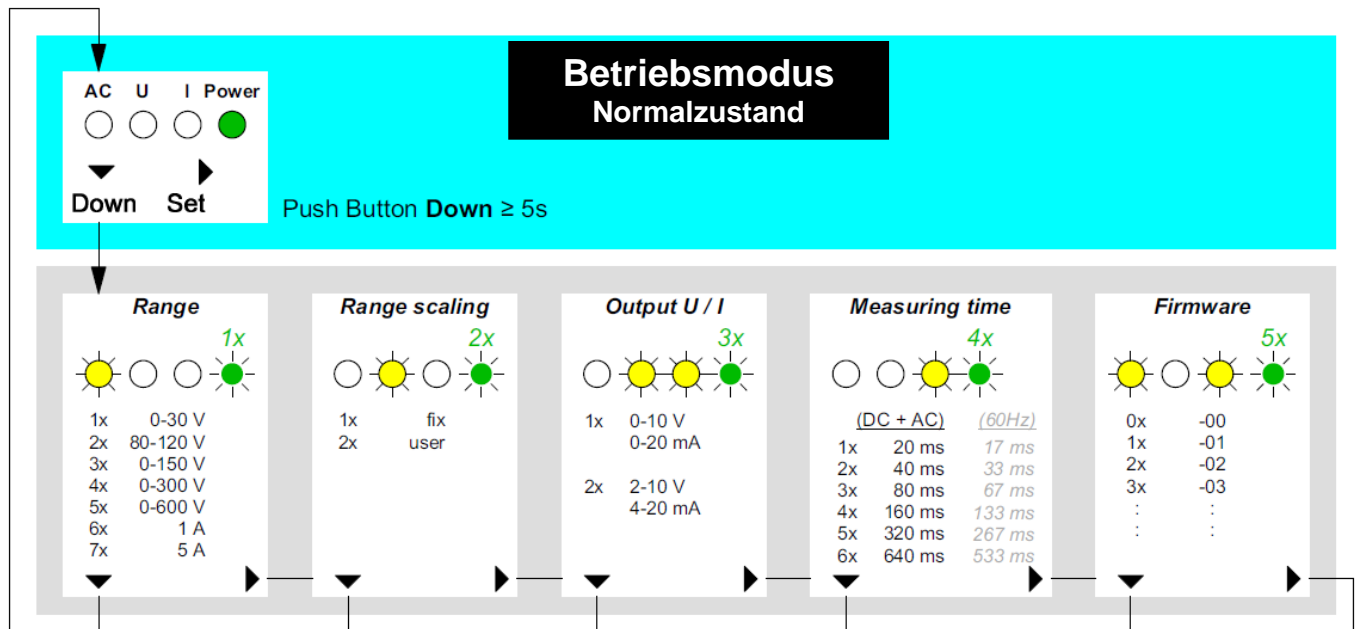 Betriebsmodus
Normalzustand
AC U I Power
Down Set
Push Button Down ≥ 5s
Range
1x
1x 0-30 V
2x 80-120 V
3x 0-150 V
4x 0-300 V
5x 0-600 V
6x 1 A
7x 5 A
Range scaling
2x
1x fix
2x user
Output U / I
3x
1x 0-10 V
0-20 mA
2x 2-10 V
4-20 mA
Measuring time
4x
(DC + AC) (60Hz)
1x 20 ms 17 ms
2x 40 ms 33 ms
3x 80 ms 67 ms
4x 160 ms 133 ms
5x 320 ms 267 ms
6x 640 ms 533 ms
Firmware
5x
0x -00
1x -01
2x -02
3x -03
: :
: :